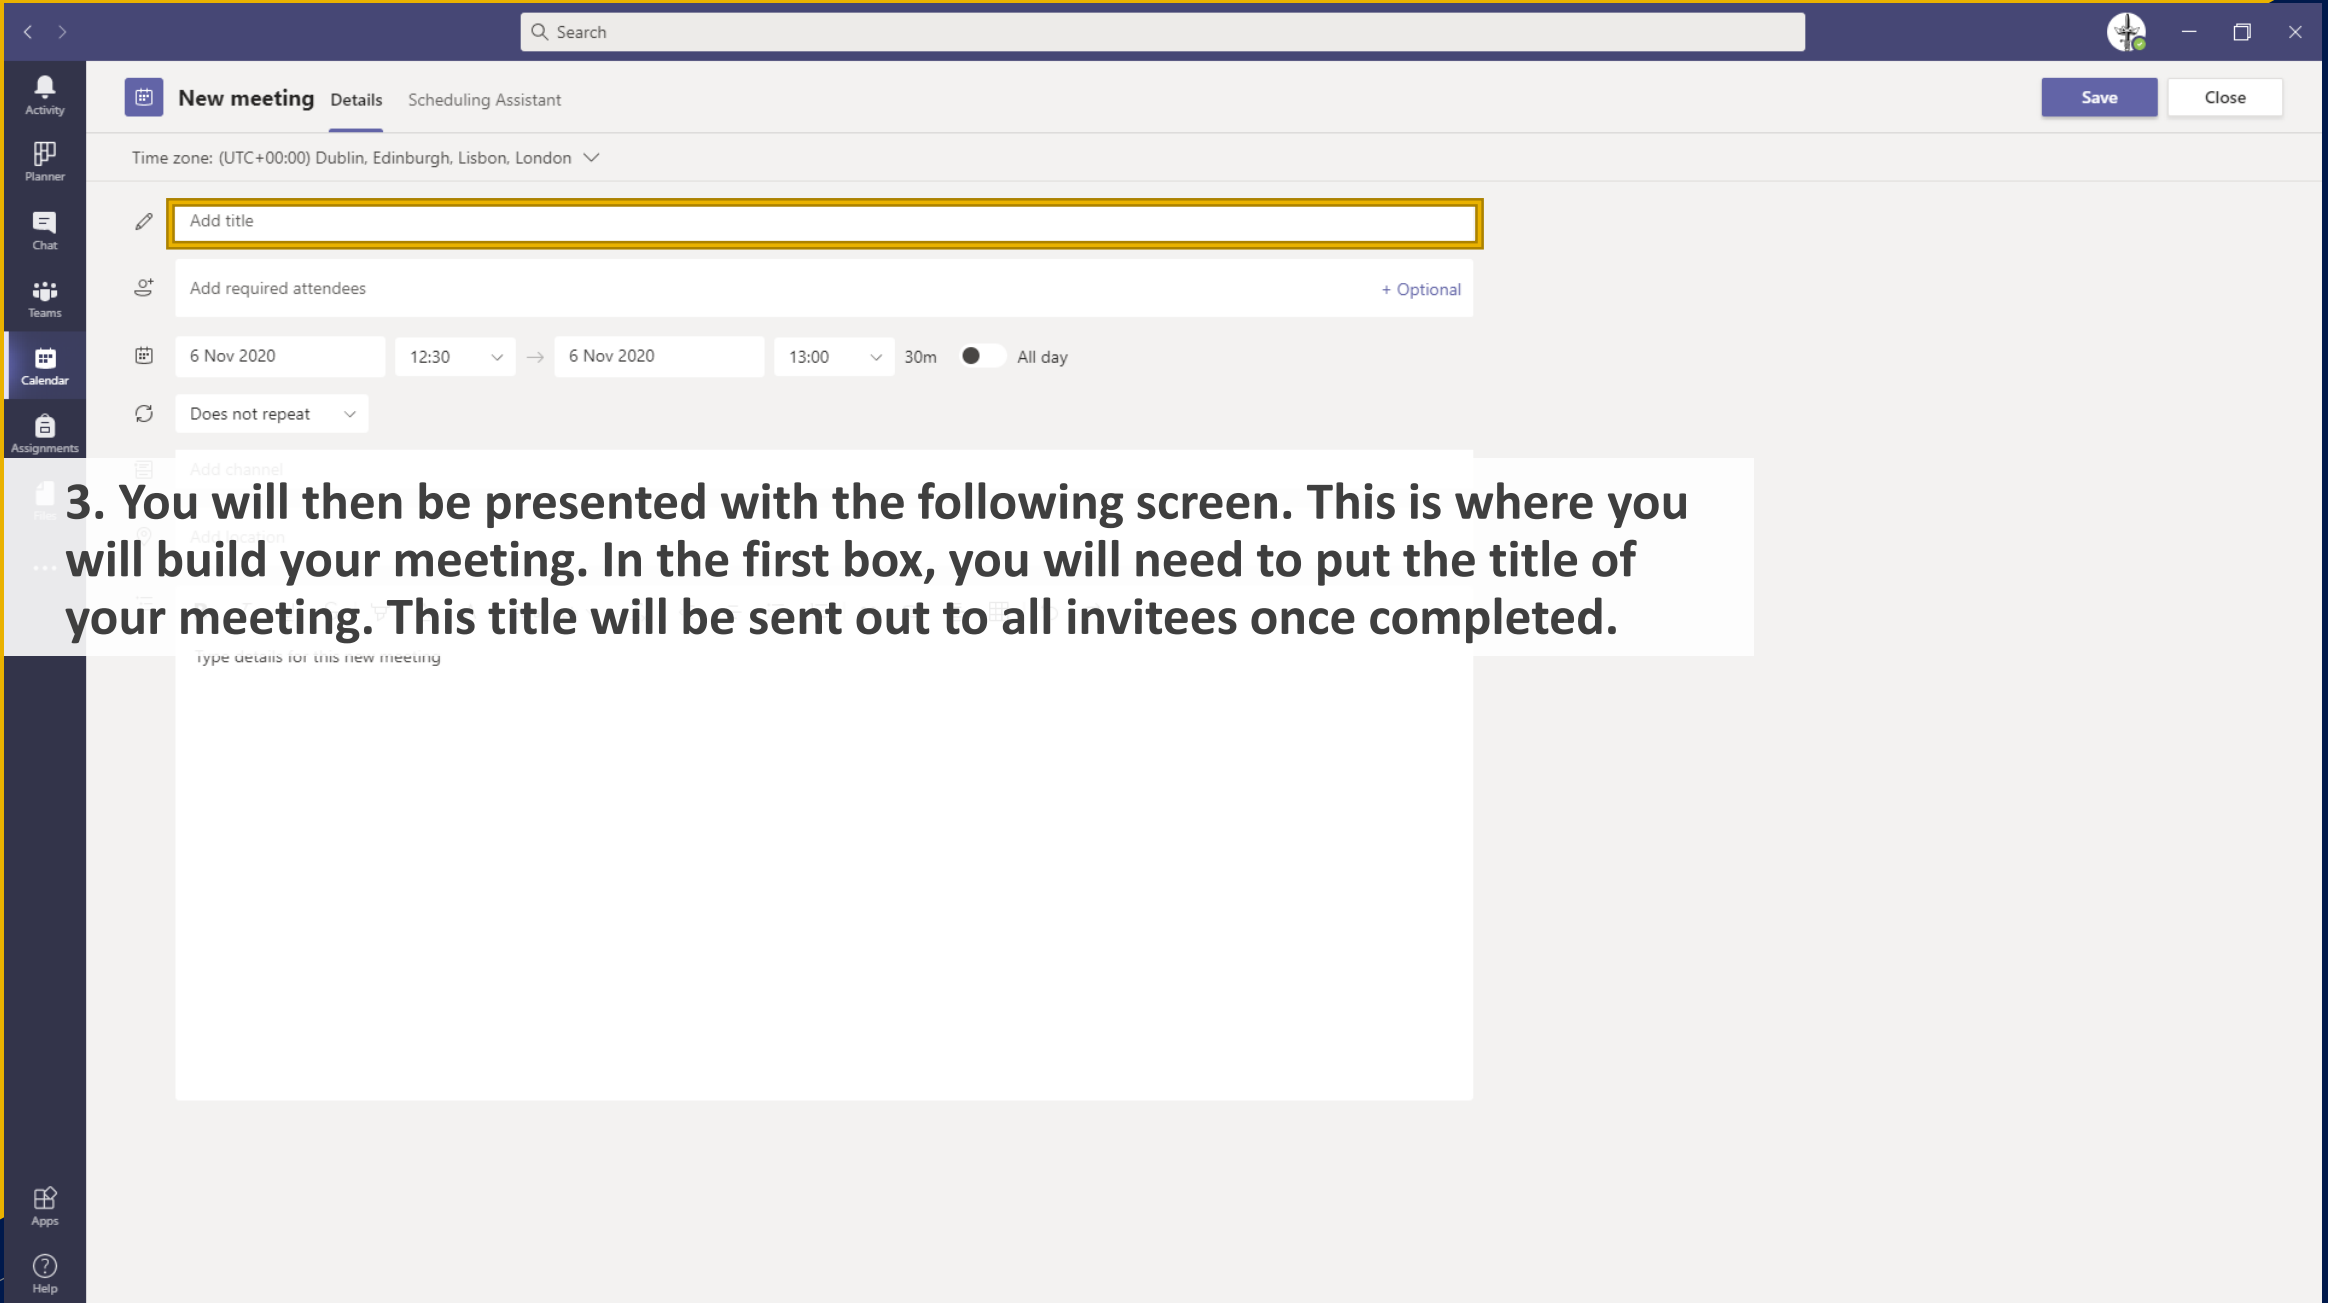 Search
Activity
New meeting Details Scheduling Assistant Save Close
Planner
Time zone: (UTC+00:00) Dublin, Edinburgh, Lisbon, London
Add title
Chat
Add required attendees + Optional
Teams
6 Nov 2020 12:30 → 6 Nov 2020 13:00 30m All day
Calendar
Does not repeat
Assignments
Add channel
Files
3. You will then be presented with the following screen. This is where you
Add location
will build your meeting. In the first box, you will need to put the title of
your meeting. This title will be sent out to all invitees once completed.
Type details for this new meeting
Apps
Help